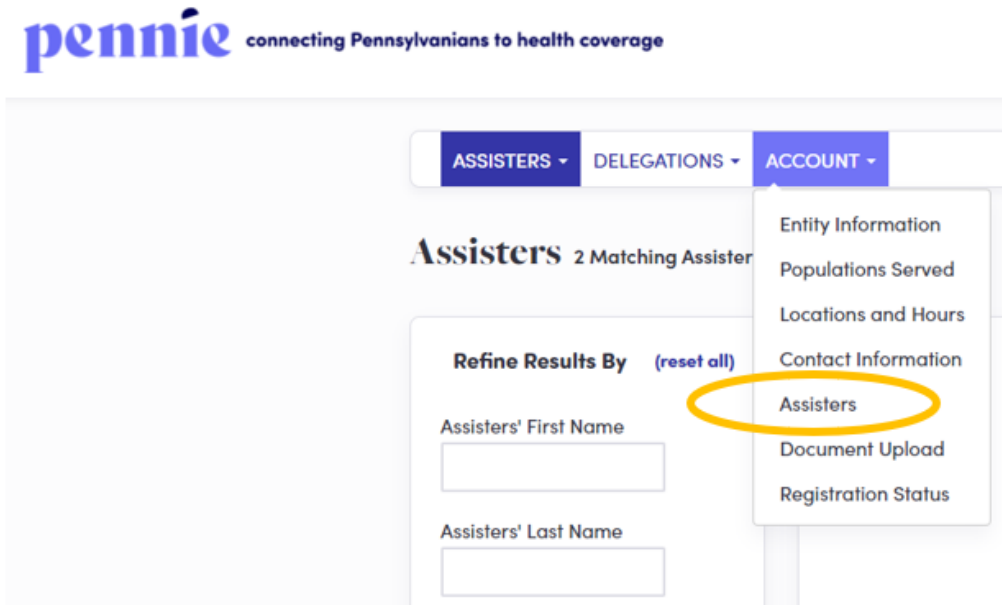 pennie connecting Pennsylvanians to health coverage
ASSISTERS DELEGATIONS ACCOUNT
Assisters 2 Matching Assister
Refine Results By (reset all)
Assisters' First Name
Assisters' Last Name
Entity Information
Populations Served
Locations and Hours
Contact Information
Assisters
Document Upload
Registration Status